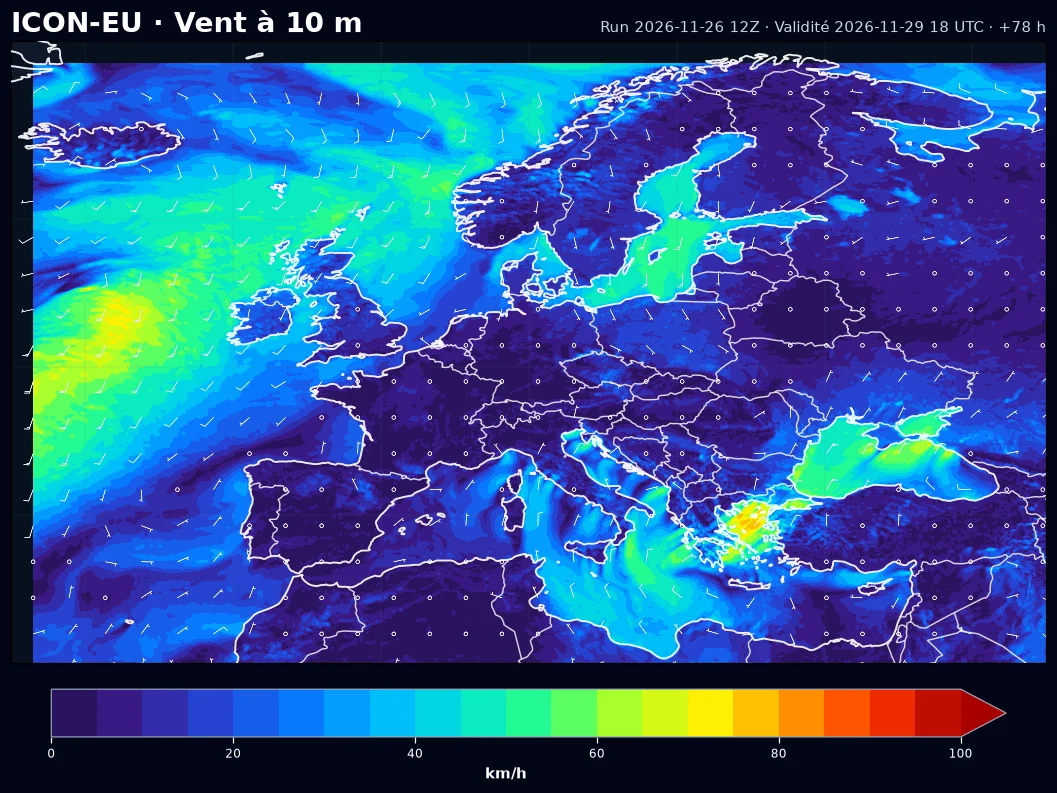 ICON-EU · Vent à 10 m
Run 2026-11-26 12Z · Validité 2026-11-29 18 UTC · +78 h
0 20 40 60 80 100
km/h